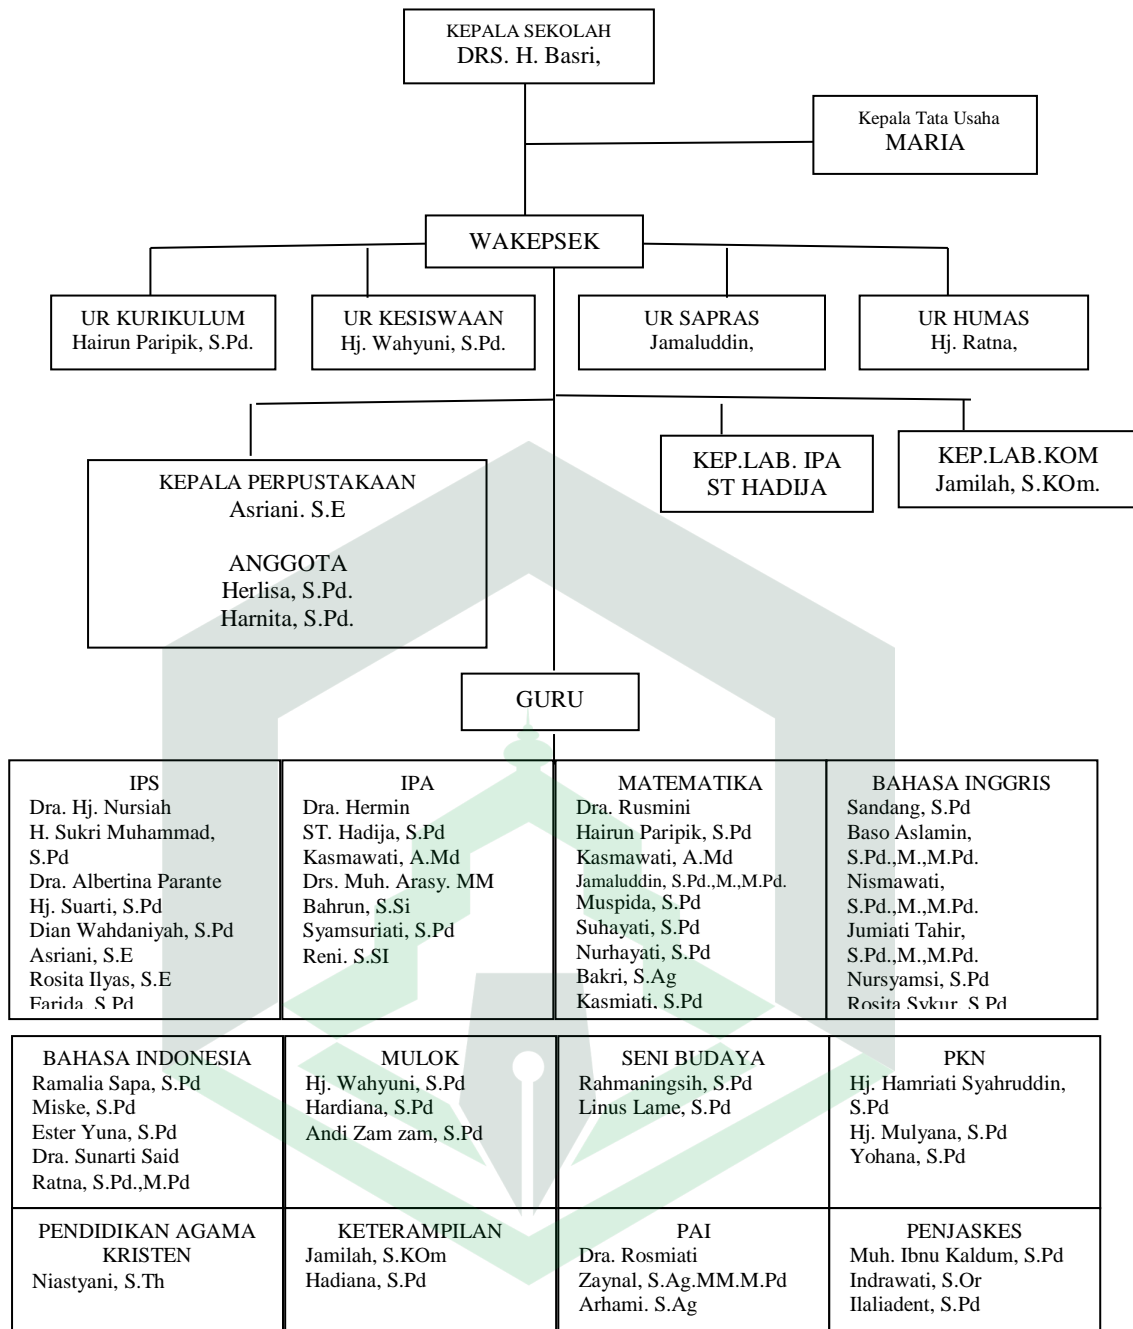 KEPALA SEKOLAH
DRS. H. Basri,
Kepala Tata Usaha
MARIA
WAKEPSEK
UR KURIKULUM
Hairun Paripik, S.Pd.
UR KESISWAAN
Hj. Wahyuni, S.Pd.
UR SAPRAS
Jamaluddin,
UR HUMAS
Hj. Ratna,
KEPALA PERPUSTAKAAN
Asriani. S.E
ANGGOTA
Herlisa, S.Pd.
Harnita, S.Pd.
KEP.LAB. IPA
ST HADIJA
KEP.LAB.KOM
Jamilah, S.KOm.
GURU
IPS
Dra. Hj. Nursiah
H. Sukri Muhammad,
S.Pd
Dra. Albertina Parante
Hj. Suarti, S.Pd
Dian Wahdaniyah, S.Pd
Asriani, S.E
Rosita Ilyas, S.E
Farida, S.Pd
IPA
Dra. Hermin
ST. Hadija, S.Pd
Kasmawati, A.Md
Drs. Muh. Arasy. MM
Bahrun, S.Si
Syamsuriati, S.Pd
Reni. S.SI
MATEMATIKA
Dra. Rusmini
Hairun Paripik, S.Pd
Kasmawati, A.Md
Jamaluddin, S.Pd.,M.,M.Pd.
Muspida, S.Pd
Suhayati, S.Pd
Nurhayati, S.Pd
Bakri, S.Ag
Kasmiati, S.Pd
BAHASA INGGRIS
Sandang, S.Pd
Baso Aslamin,
S.Pd.,M.,M.Pd.
Nismawati,
S.Pd.,M.,M.Pd.
Jumiati Tahir,
S.Pd.,M.,M.Pd.
Nursyamsi, S.Pd
Rosita Sykur, S.Pd
BAHASA INDONESIA
Ramalia Sapa, S.Pd
Miske, S.Pd
Ester Yuna, S.Pd
Dra. Sunarti Said
Ratna, S.Pd.,M.Pd
MULOK
Hj. Wahyuni, S.Pd
Hardiana, S.Pd
Andi Zam zam, S.Pd
SENI BUDAYA
Rahmaningsih, S.Pd
Linus Lame, S.Pd
PKN
Hj. Hamriati Syahruddin,
S.Pd
Hj. Mulyana, S.Pd
Yohana, S.Pd
PENDIDIKAN AGAMA
KRISTEN
Niastyani, S.Th
KETERAMPILAN
Jamilah, S.KOm
Hadiana, S.Pd
PAI
Dra. Rosmiati
Zaynal, S.Ag.MM.M.Pd
Arhami. S.Ag
PENJASKES
Muh. Ibnu Kaldum, S.Pd
Indrawati, S.Or
Ilaliadent, S.Pd